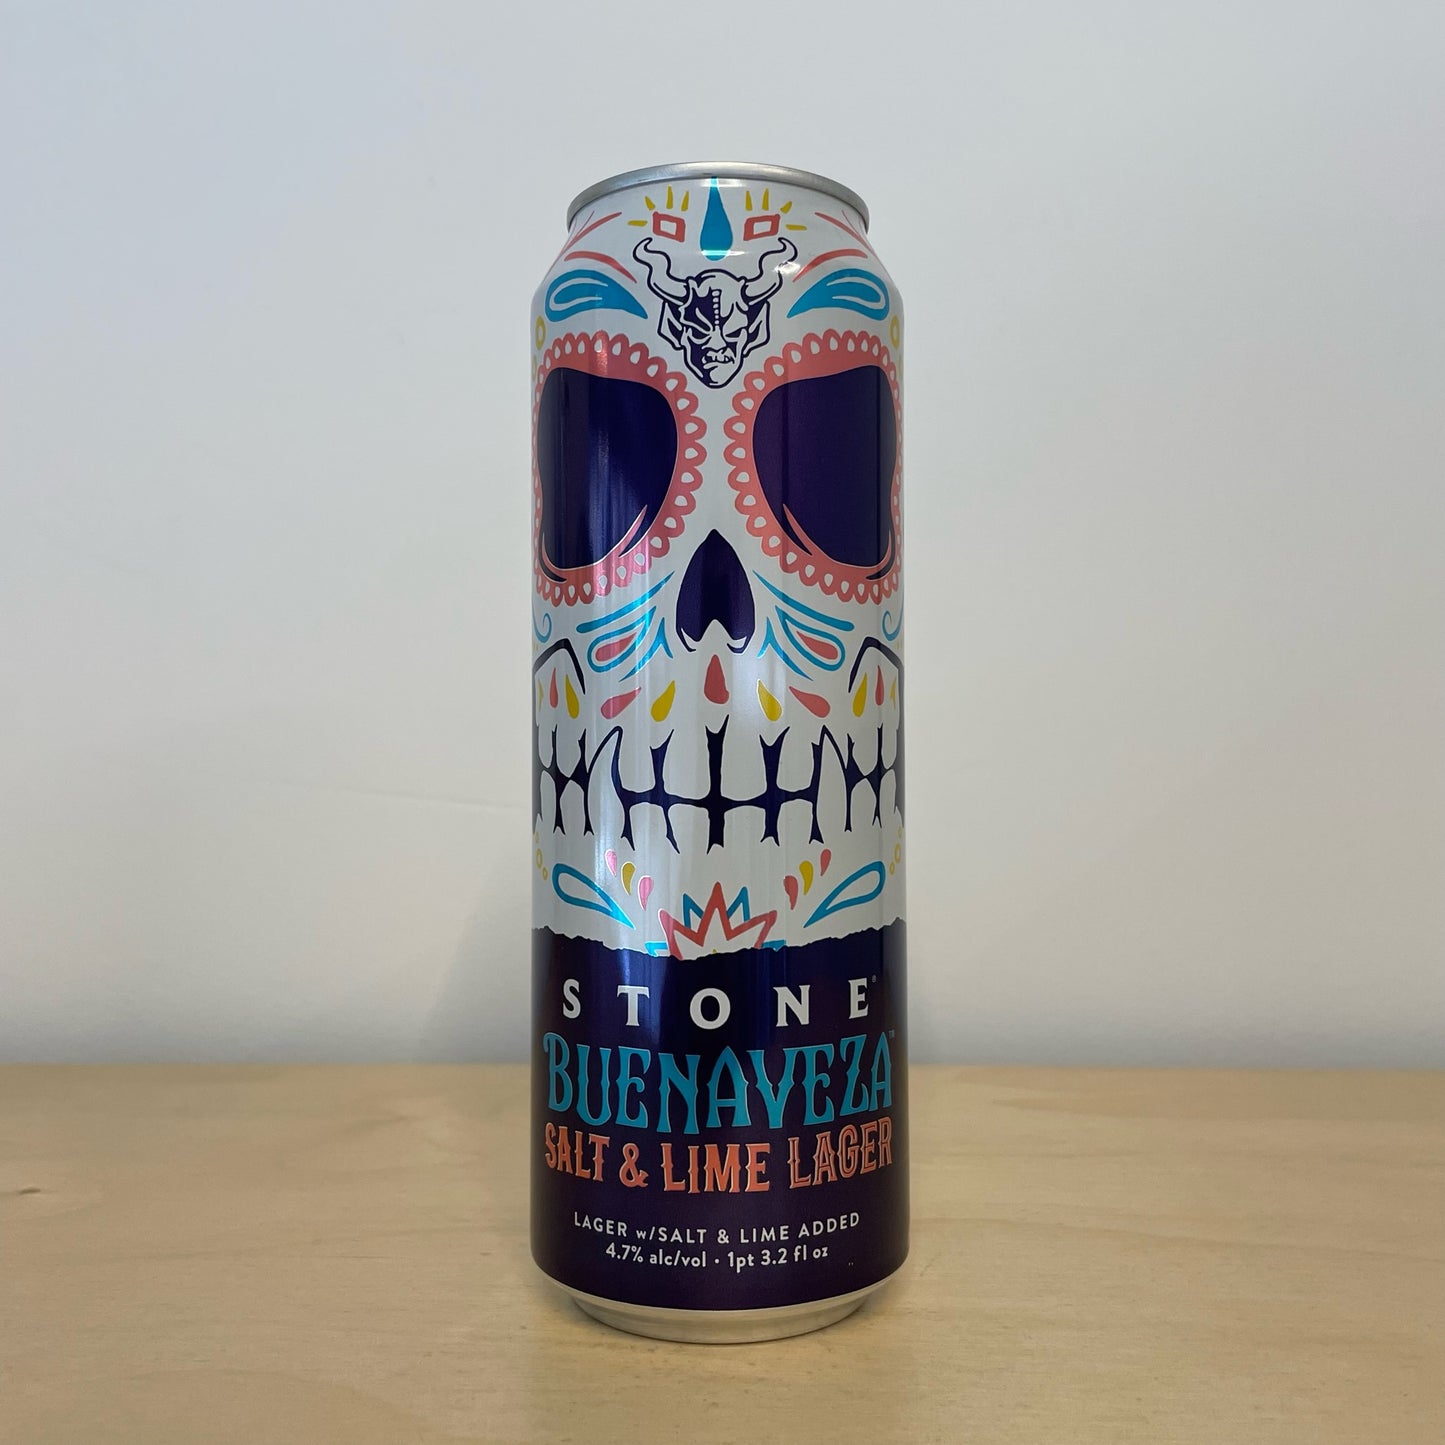 STONE®
BUENAVEZA™
SALT & LIME LAGER
LAGER w/SALT & LIME ADDED
4.7% alc/vol • 1pt 3.2 fl oz